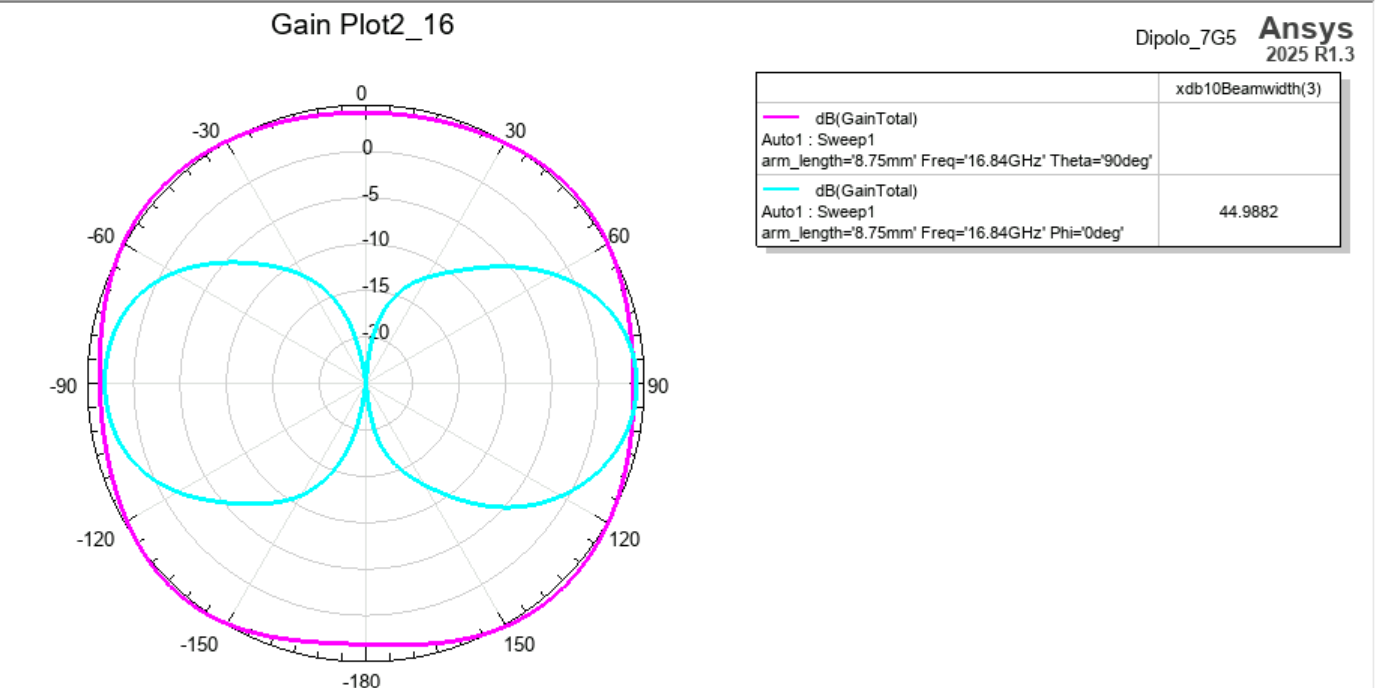 Gain Plot2_16
Dipolo_7G5
Ansys
2025 R1.3
xdb10Beamwidth(3)
dB(GainTotal)
Auto1 : Sweep1
arm_length='8.75mm' Freq='16.84GHz' Theta='90deg'
dB(GainTotal)
Auto1 : Sweep1
arm_length='8.75mm' Freq='16.84GHz' Phi='0deg'
44.9882
0
-30
30
0
-5
-60
60
-10
-15
-20
-90
90
-120
120
-150
150
-180